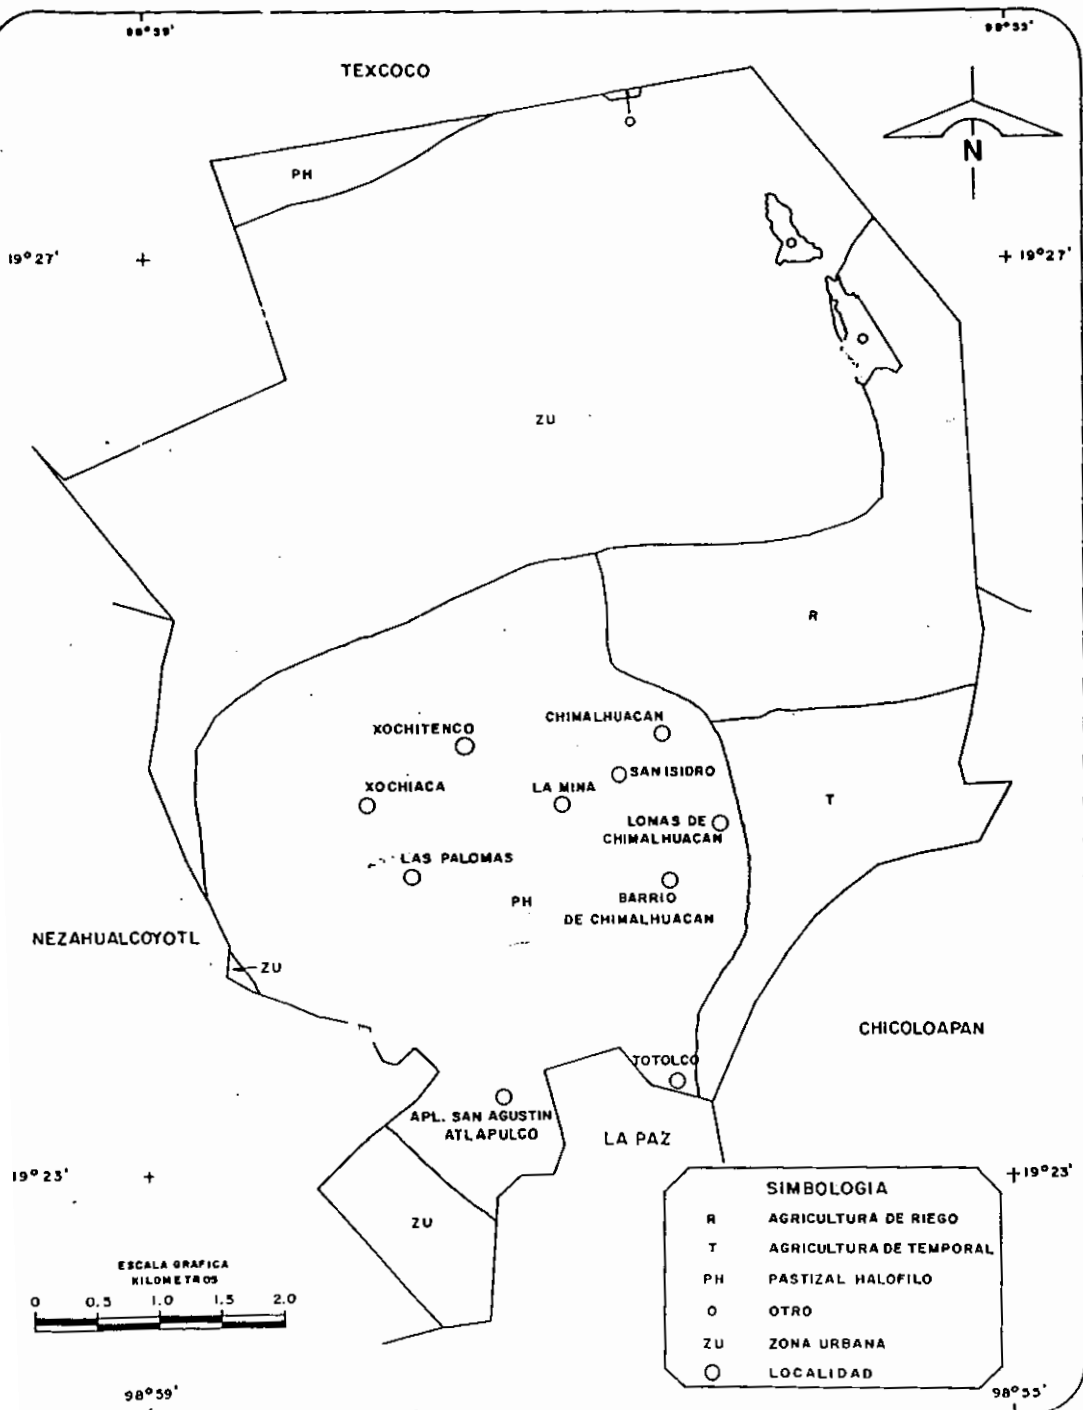 98°59'
98°55'
TEXCOCO
N
PH
19°27'
19°27'
ZU
R
XOCHITENCO
CHIMALHUACAN
SAN ISIDRO
XOCHIACA
LA MINA
T
LOMAS DE
CHIMALHUACAN
LAS PALOMAS
PH
BARRIO
DE CHIMALHUACAN
NEZAHUALCOYOTL
ZU
CHICOLOAPAN
TOTOLCO
APL. SAN AGUSTIN
ATLAPULCO
LA PAZ
19°23'
19°23'
ZU
SIMBOLOGIA
R AGRICULTURA DE RIEGO
T AGRICULTURA DE TEMPORAL
PH PASTIZAL HALOFILO
O OTRO
ZU ZONA URBANA
LOCALIDAD
ESCALA GRAFICA
KILOMETROS
0 0.5 1.0 1.5 2.0
98°59'
98°55'